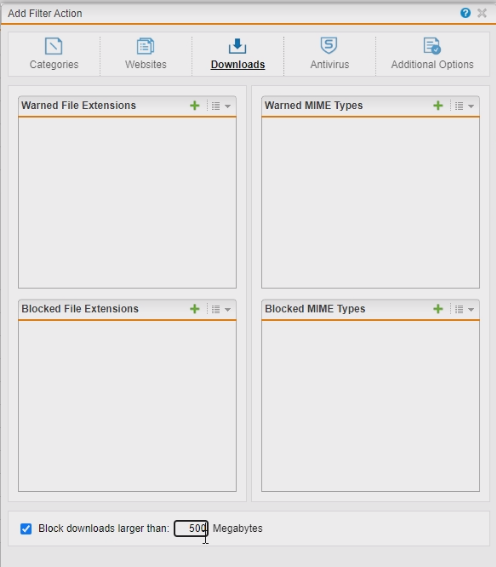 Add Filter Action
Categories
Websites
Downloads
Antivirus
Additional Options
Warned File Extensions
Warned MIME Types
Blocked File Extensions
Blocked MIME Types
Block downloads larger than: 500 Megabytes